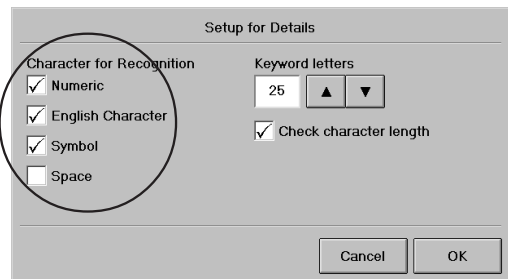 Setup for Details
Character for Recognition
Numeric
English Character
Symbol
Space
Keyword letters
25
Check character length
Cancel
OK